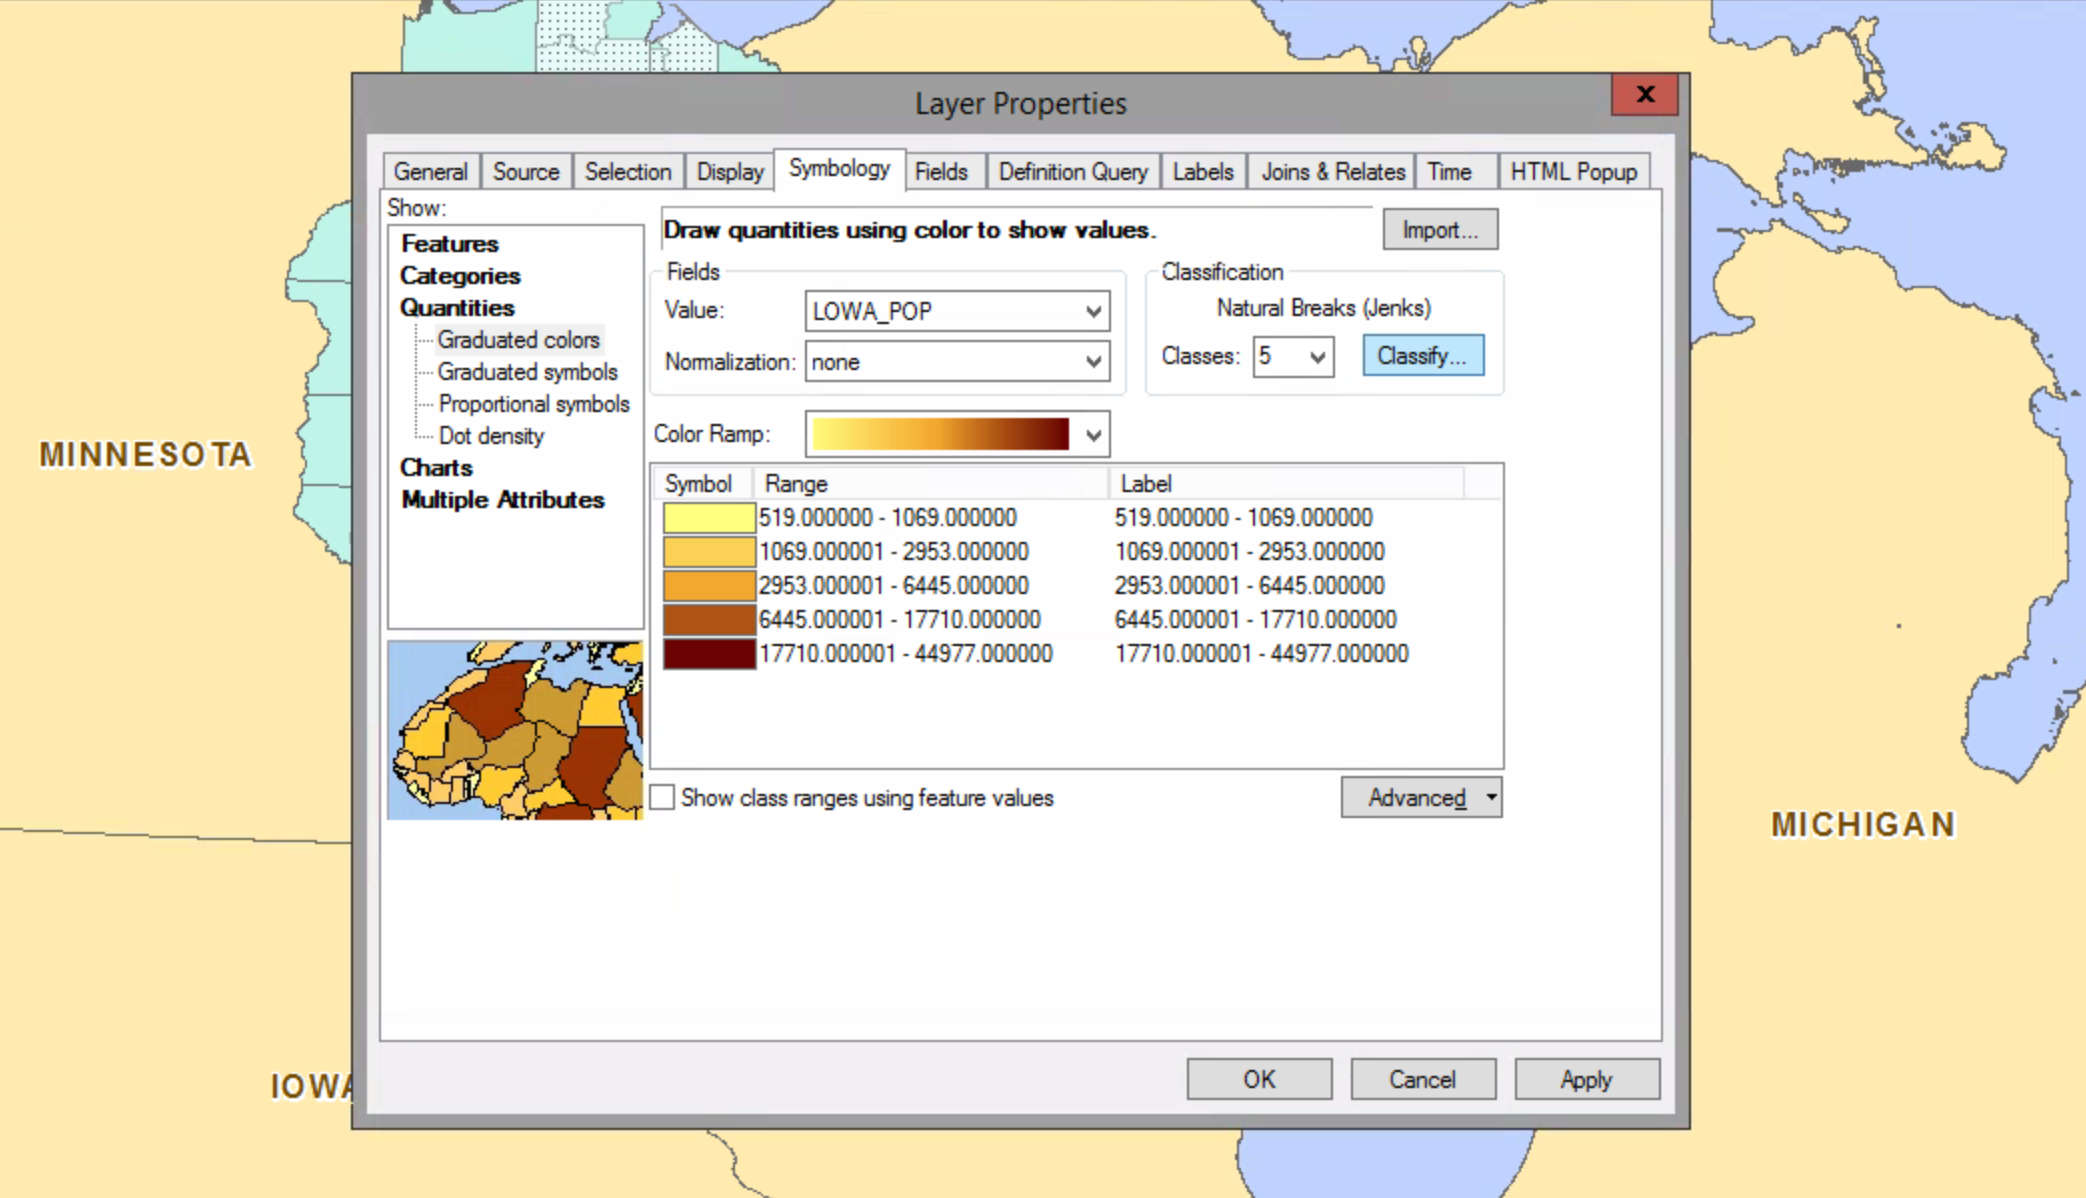 Layer Properties
x
General Source Selection Display Symbology Fields Definition Query Labels Joins & Relates Time HTML Popup
Show:
Features
Categories
Quantities
Graduated colors
Graduated symbols
Proportional symbols
Dot density
Charts
Multiple Attributes
Draw quantities using color to show values.
Import...
Fields
Value: LOWA_POP
Normalization: none
Classification
Natural Breaks (Jenks)
Classes: 5 Classify...
Color Ramp:
Symbol Range Label
519.000000 - 1069.000000 519.000000 - 1069.000000
1069.000001 - 2953.000000 1069.000001 - 2953.000000
2953.000001 - 6445.000000 2953.000001 - 6445.000000
6445.000001 - 17710.000000 6445.000001 - 17710.000000
17710.000001 - 44977.000000 17710.000001 - 44977.000000
Show class ranges using feature values
Advanced
OK Cancel Apply
MINNESOTA
MICHIGAN
IOWA